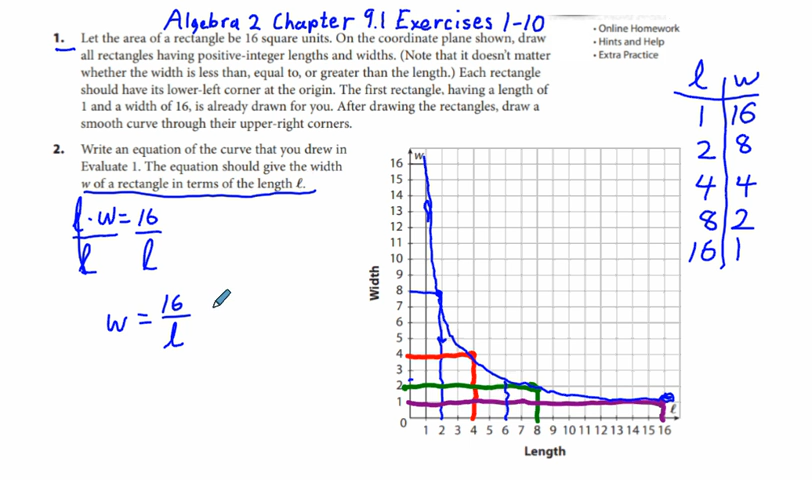 Algebra 2 Chapter 9.1 Exercises 1-10
• Online Homework
• Hints and Help
• Extra Practice
1. Let the area of a rectangle be 16 square units. On the coordinate plane shown, draw
all rectangles having positive-integer lengths and widths. (Note that it doesn't matter
whether the width is less than, equal to, or greater than the length.) Each rectangle
should have its lower-left corner at the origin. The first rectangle, having a length of
1 and a width of 16, is already drawn for you. After drawing the rectangles, draw a
smooth curve through their upper-right corners.
2. Write an equation of the curve that you drew in
Evaluate 1. The equation should give the width
w of a rectangle in terms of the length ℓ.
l · w = 16
l l
w = 16
l
l w
1 16
2 8
4 4
8 2
16 1
w
16
15
14
13
12
11
10
9
8
7
6
5
4
3
2
1
0
Width
ℓ
1 2 3 4 5 6 7 8 9 10 11 12 13 14 15 16
Length